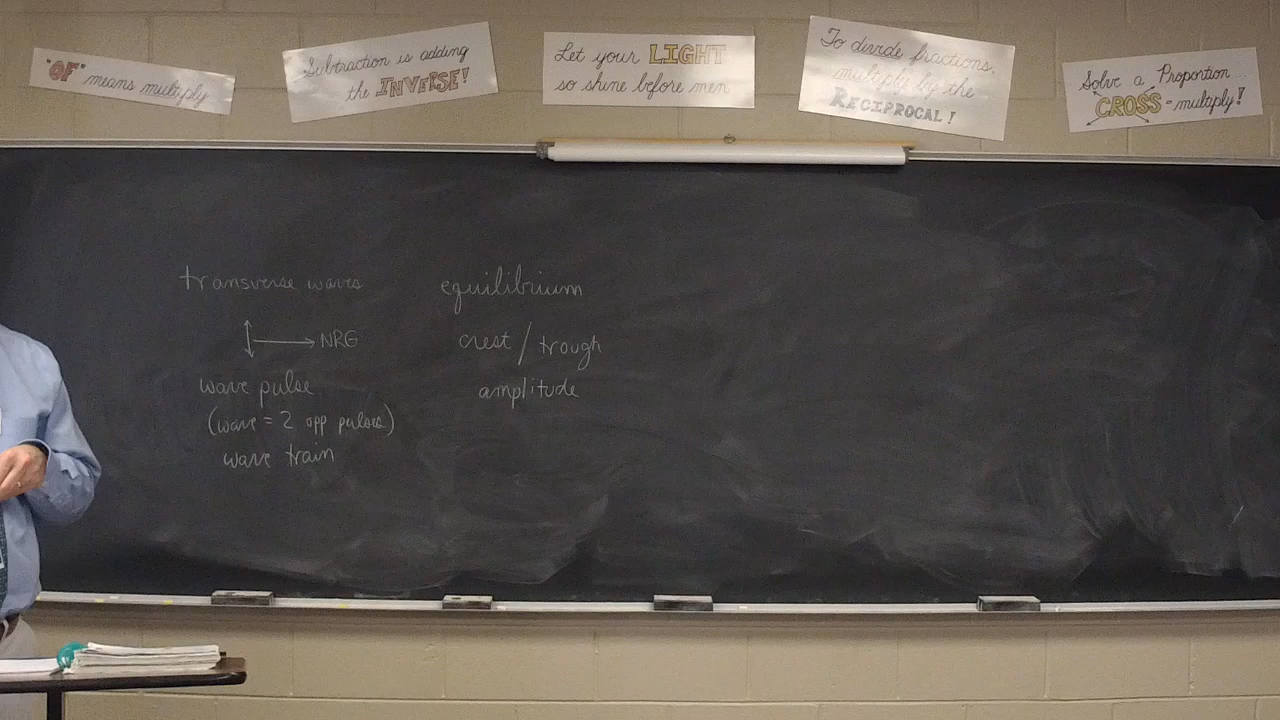 "OF" means multiply
Subtraction is adding
the INVERSE!
Let your LIGHT
so shine before men
To divide fractions,
multiply by the
RECIPROCAL!
Solve a Proportion...
CROSS-multiply!
transverse waves
NRG
wave pulse
(wave = 2 opp pulses)
wave train
equilibrium
crest / trough
amplitude